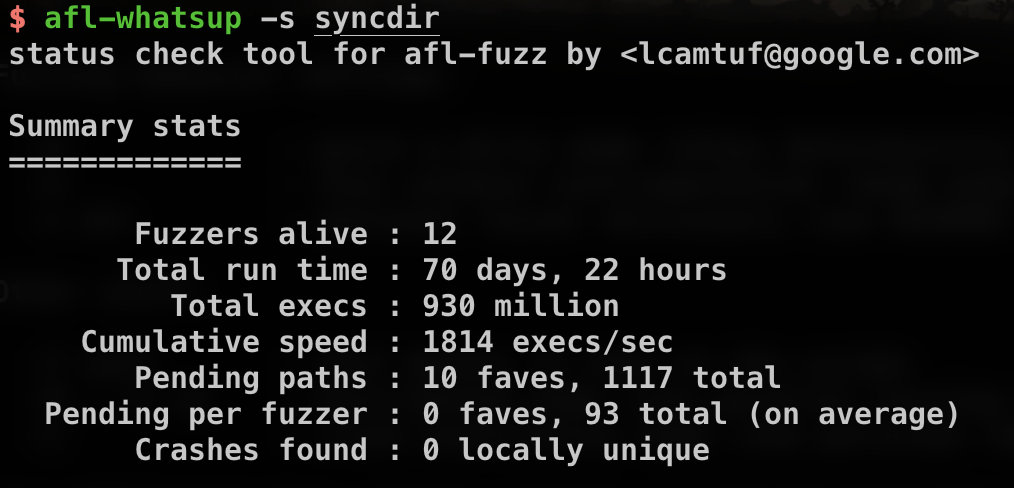 $ afl-whatsup -s syncdir
status check tool for afl-fuzz by <lcamtuf@google.com>
Summary stats
=============
Fuzzers alive : 12
Total run time : 70 days, 22 hours
Total execs : 930 million
Cumulative speed : 1814 execs/sec
Pending paths : 10 faves, 1117 total
Pending per fuzzer : 0 faves, 93 total (on average)
Crashes found : 0 locally unique